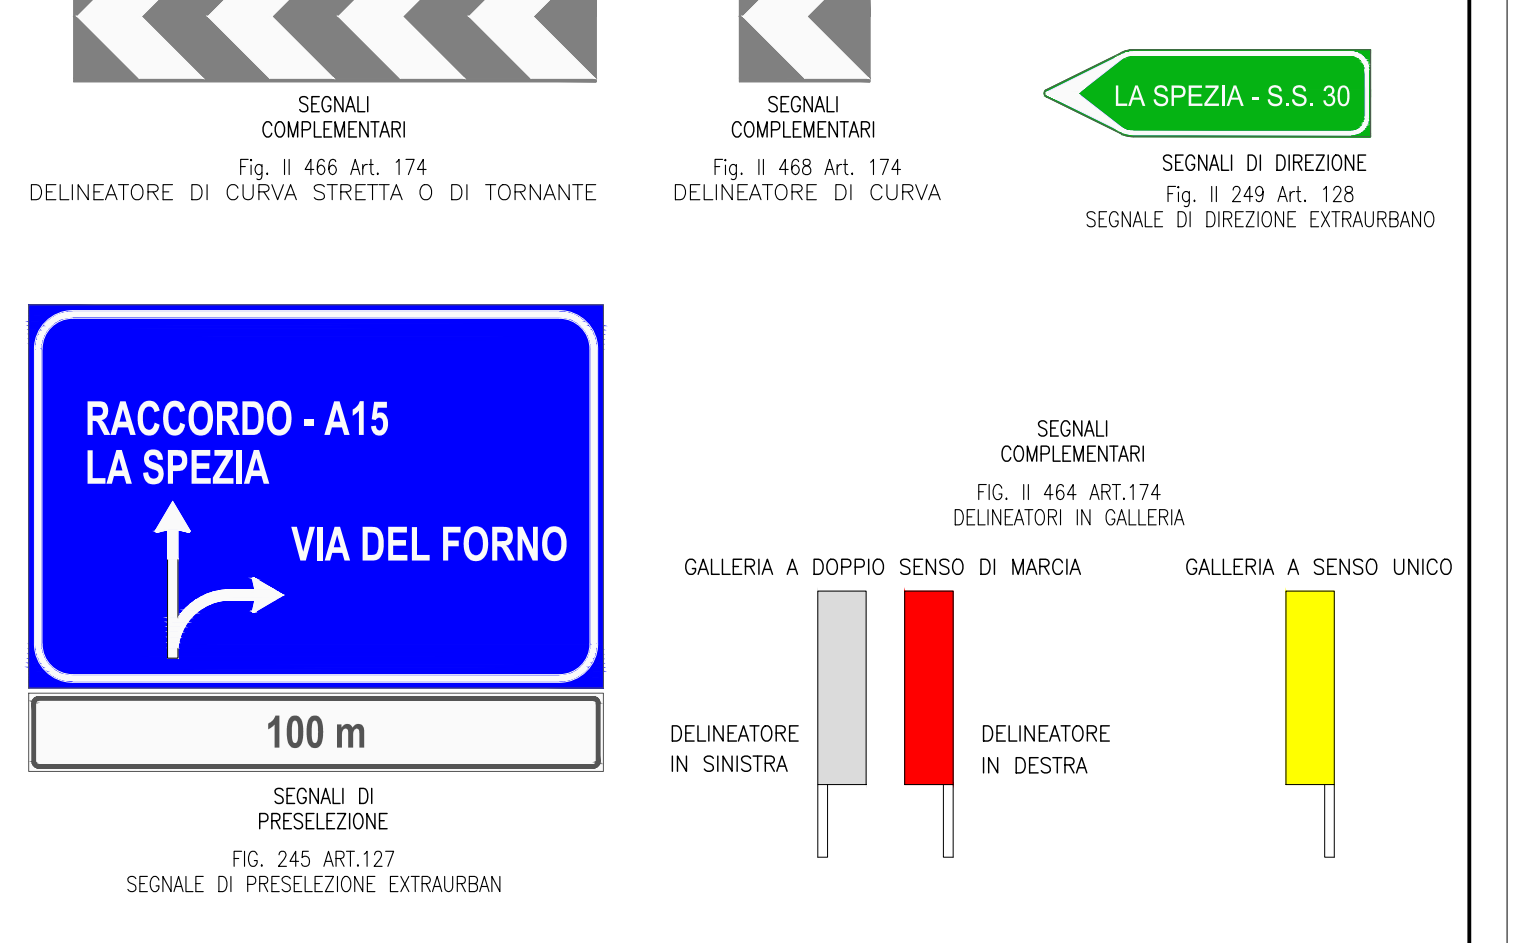 SEGNALI
COMPLEMENTARI
Fig. II 466 Art. 174
DELINEATORE DI CURVA STRETTA O DI TORNANTE
SEGNALI
COMPLEMENTARI
Fig. II 468 Art. 174
DELINEATORE DI CURVA
LA SPEZIA - S.S. 30
SEGNALI DI DIREZIONE
Fig. II 249 Art. 128
SEGNALE DI DIREZIONE EXTRAURBANO
RACCORDO - A15
LA SPEZIA
VIA DEL FORNO
100 m
SEGNALI DI
PRESELEZIONE
FIG. 245 ART.127
SEGNALE DI PRESELEZIONE EXTRAURBAN
SEGNALI
COMPLEMENTARI
FIG. II 464 ART.174
DELINEATORI IN GALLERIA
GALLERIA A DOPPIO SENSO DI MARCIA
GALLERIA A SENSO UNICO
DELINEATORE
IN SINISTRA
DELINEATORE
IN DESTRA